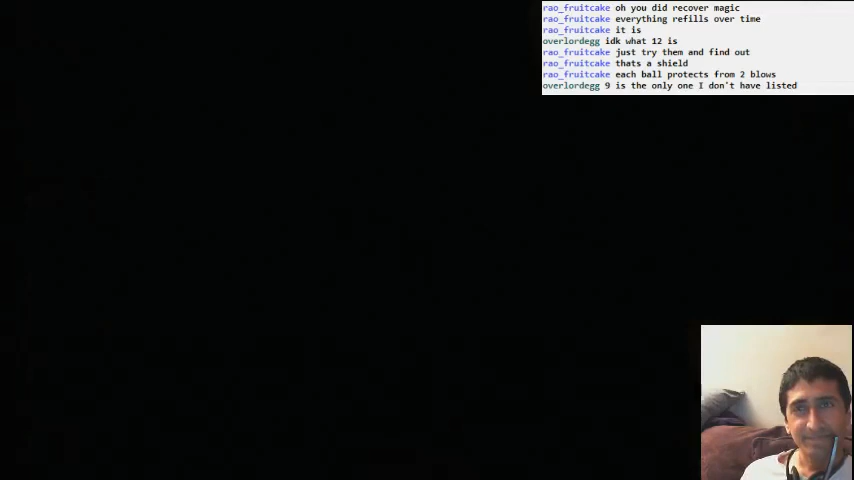 rao_fruitcake oh you did recover magic
rao_fruitcake everything refills over time
rao_fruitcake it is
overlordegg idk what 12 is
rao_fruitcake just try them and find out
rao_fruitcake thats a shield
rao_fruitcake each ball protects from 2 blows
overlordegg 9 is the only one I don't have listed